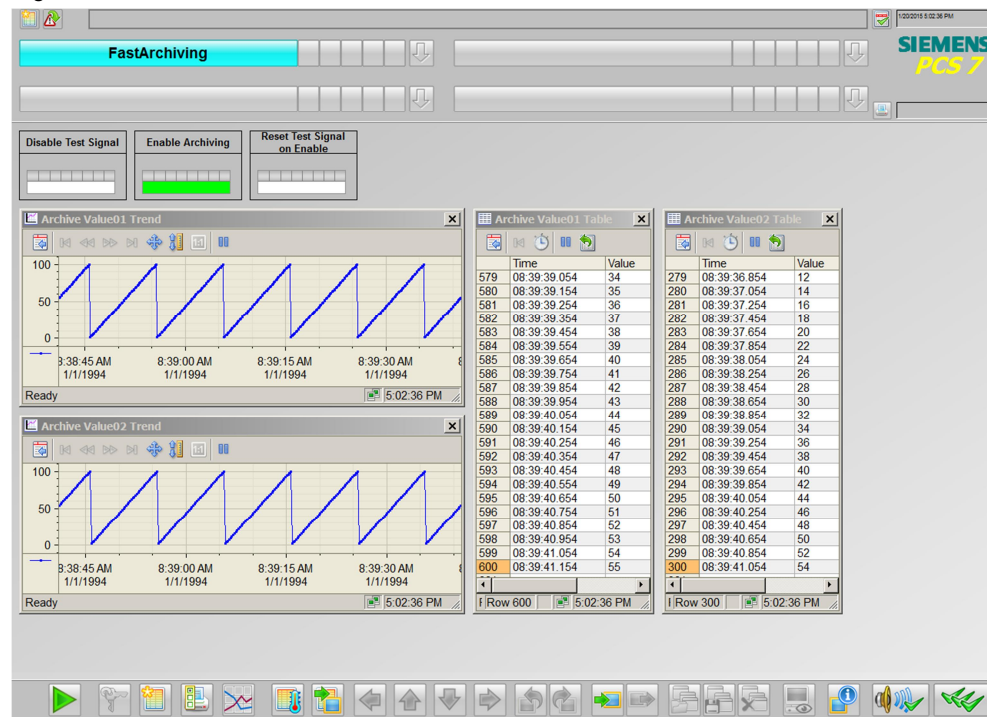 1/20/2015 5:02:36 PM
SIEMENS
PCS 7
FastArchiving
Disable Test Signal
Enable Archiving
Reset Test Signal
on Enable
Archive Value01 Trend
100
50
0
8:38:45 AM 8:39:00 AM 8:39:15 AM 8:39:30 AM 8
1/1/1994 1/1/1994 1/1/1994 1/1/1994
Ready 5:02:36 PM
Archive Value02 Trend
100
50
0
8:38:45 AM 8:39:00 AM 8:39:15 AM 8:39:30 AM 8
1/1/1994 1/1/1994 1/1/1994 1/1/1994
Ready 5:02:36 PM
Archive Value01 Table
Time Value
579 08:39:39.054 34
580 08:39:39.154 35
581 08:39:39.254 36
582 08:39:39.354 37
583 08:39:39.454 38
584 08:39:39.554 39
585 08:39:39.654 40
586 08:39:39.754 41
587 08:39:39.854 42
588 08:39:39.954 43
589 08:39:40.054 44
590 08:39:40.154 45
591 08:39:40.254 46
592 08:39:40.354 47
593 08:39:40.454 48
594 08:39:40.554 49
595 08:39:40.654 50
596 08:39:40.754 51
597 08:39:40.854 52
598 08:39:40.954 53
599 08:39:41.054 54
600 08:39:41.154 55
Row 600 5:02:36 PM
Archive Value02 Table
Time Value
279 08:39:36.854 12
280 08:39:37.054 14
281 08:39:37.254 16
282 08:39:37.454 18
283 08:39:37.654 20
284 08:39:37.854 22
285 08:39:38.054 24
286 08:39:38.254 26
287 08:39:38.454 28
288 08:39:38.654 30
289 08:39:38.854 32
290 08:39:39.054 34
291 08:39:39.254 36
292 08:39:39.454 38
293 08:39:39.654 40
294 08:39:39.854 42
295 08:39:40.054 44
296 08:39:40.254 46
297 08:39:40.454 48
298 08:39:40.654 50
299 08:39:40.854 52
300 08:39:41.054 54
Row 300 5:02:36 PM